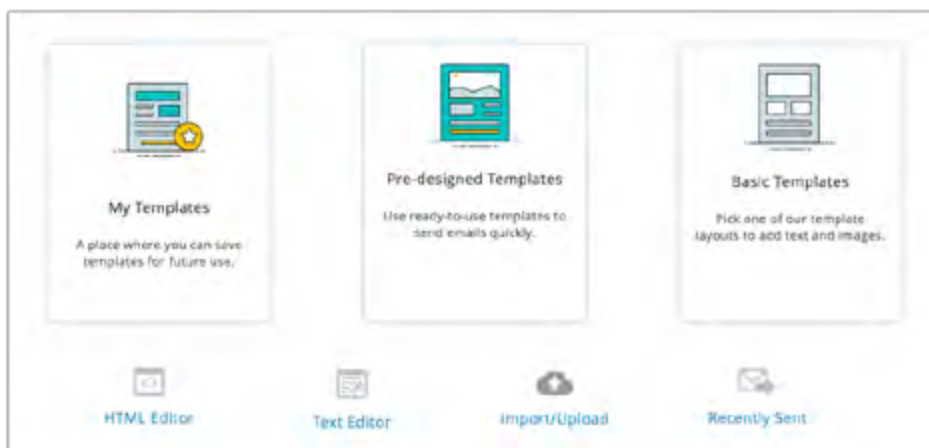 My Templates
A place where you can save
templates for future use.
Pre-designed Templates
Use ready-to-use templates to
send emails quickly.
Basic Templates
Pick one of our template
layouts to add text and images.
HTML Editor
Text Editor
Import/Upload
Recently Sent